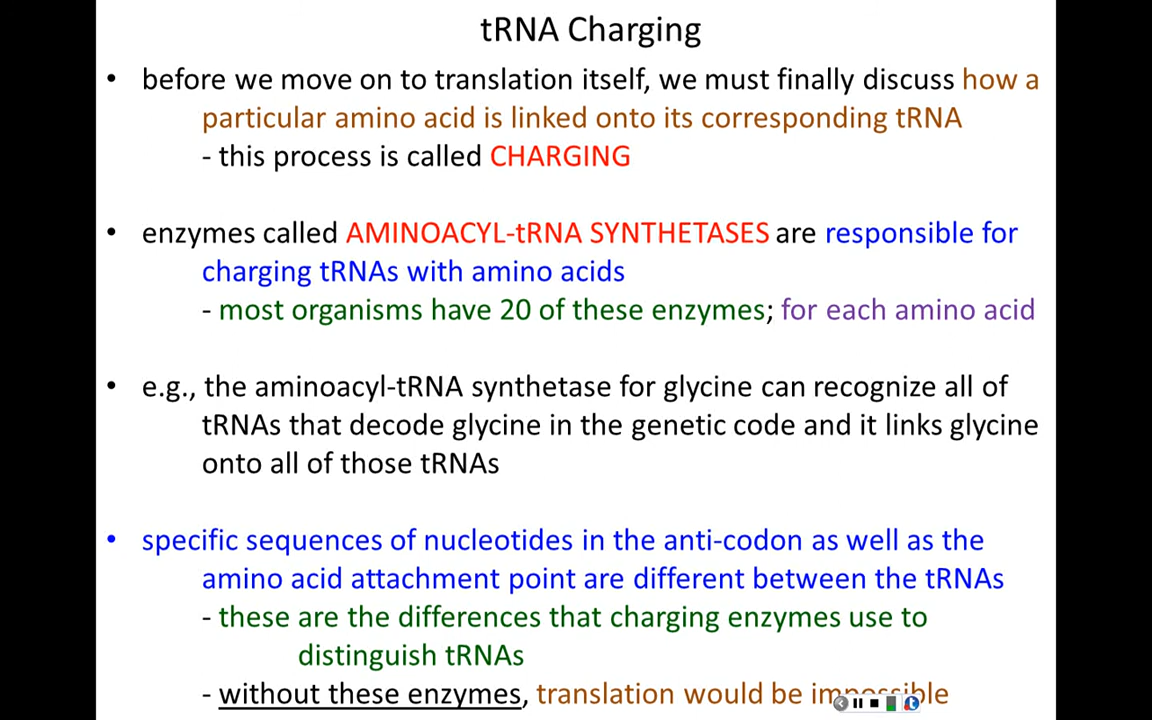 tRNA Charging
• before we move on to translation itself, we must finally discuss how a
particular amino acid is linked onto its corresponding tRNA
- this process is called CHARGING
• enzymes called AMINOACYL-tRNA SYNTHETASES are responsible for
charging tRNAs with amino acids
- most organisms have 20 of these enzymes; for each amino acid
• e.g., the aminoacyl-tRNA synthetase for glycine can recognize all of
tRNAs that decode glycine in the genetic code and it links glycine
onto all of those tRNAs
• specific sequences of nucleotides in the anti-codon as well as the
amino acid attachment point are different between the tRNAs
- these are the differences that charging enzymes use to
distinguish tRNAs
- without these enzymes, translation would be impossible